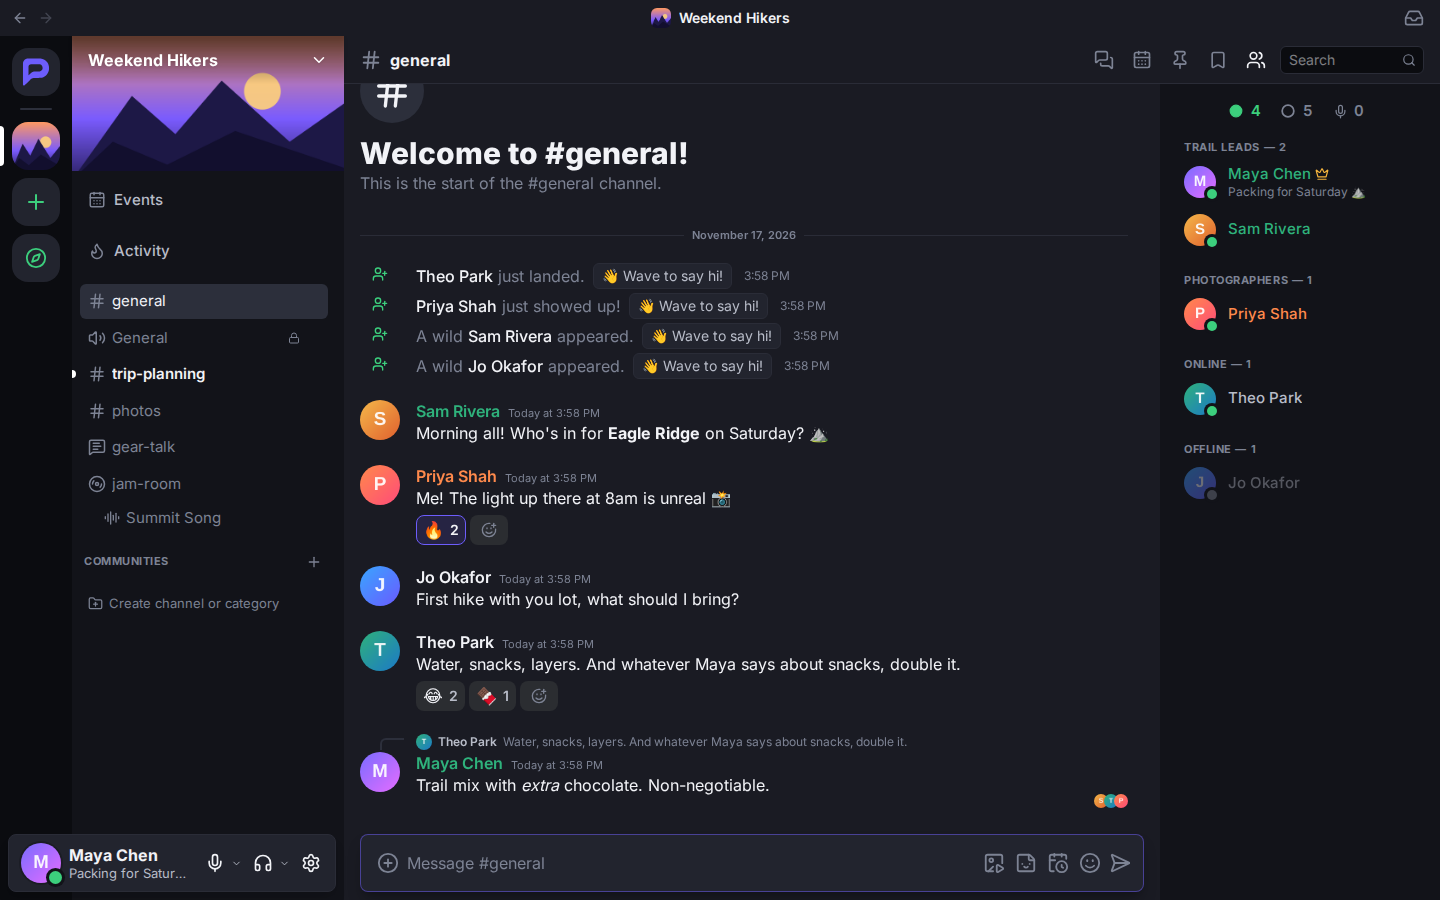 Weekend Hikers
Weekend Hikers
Events
Activity
general
General
trip-planning
photos
gear-talk
jam-room
Summit Song
COMMUNITIES
Create channel or category
M
Maya Chen
Packing for Satur...
general
Search
Welcome to #general!
This is the start of the #general channel.
November 17, 2026
Theo Park just landed. 👋 Wave to say hi! 3:58 PM
Priya Shah just showed up! 👋 Wave to say hi! 3:58 PM
A wild Sam Rivera appeared. 👋 Wave to say hi! 3:58 PM
A wild Jo Okafor appeared. 👋 Wave to say hi! 3:58 PM
S
Sam Rivera Today at 3:58 PM
Morning all! Who's in for Eagle Ridge on Saturday? ⛰️
P
Priya Shah Today at 3:58 PM
Me! The light up there at 8am is unreal 📸
🔥 2
J
Jo Okafor Today at 3:58 PM
First hike with you lot, what should I bring?
T
Theo Park Today at 3:58 PM
Water, snacks, layers. And whatever Maya says about snacks, double it.
😂 2 🍫 1
T Theo Park Water, snacks, layers. And whatever Maya says about snacks, double it.
M
Maya Chen Today at 3:58 PM
Trail mix with extra chocolate. Non-negotiable.
S T P
Message #general
4 5 0
TRAIL LEADS — 2
M
Maya Chen
Packing for Saturday ⛰️
S
Sam Rivera
PHOTOGRAPHERS — 1
P
Priya Shah
ONLINE — 1
T
Theo Park
OFFLINE — 1
J
Jo Okafor